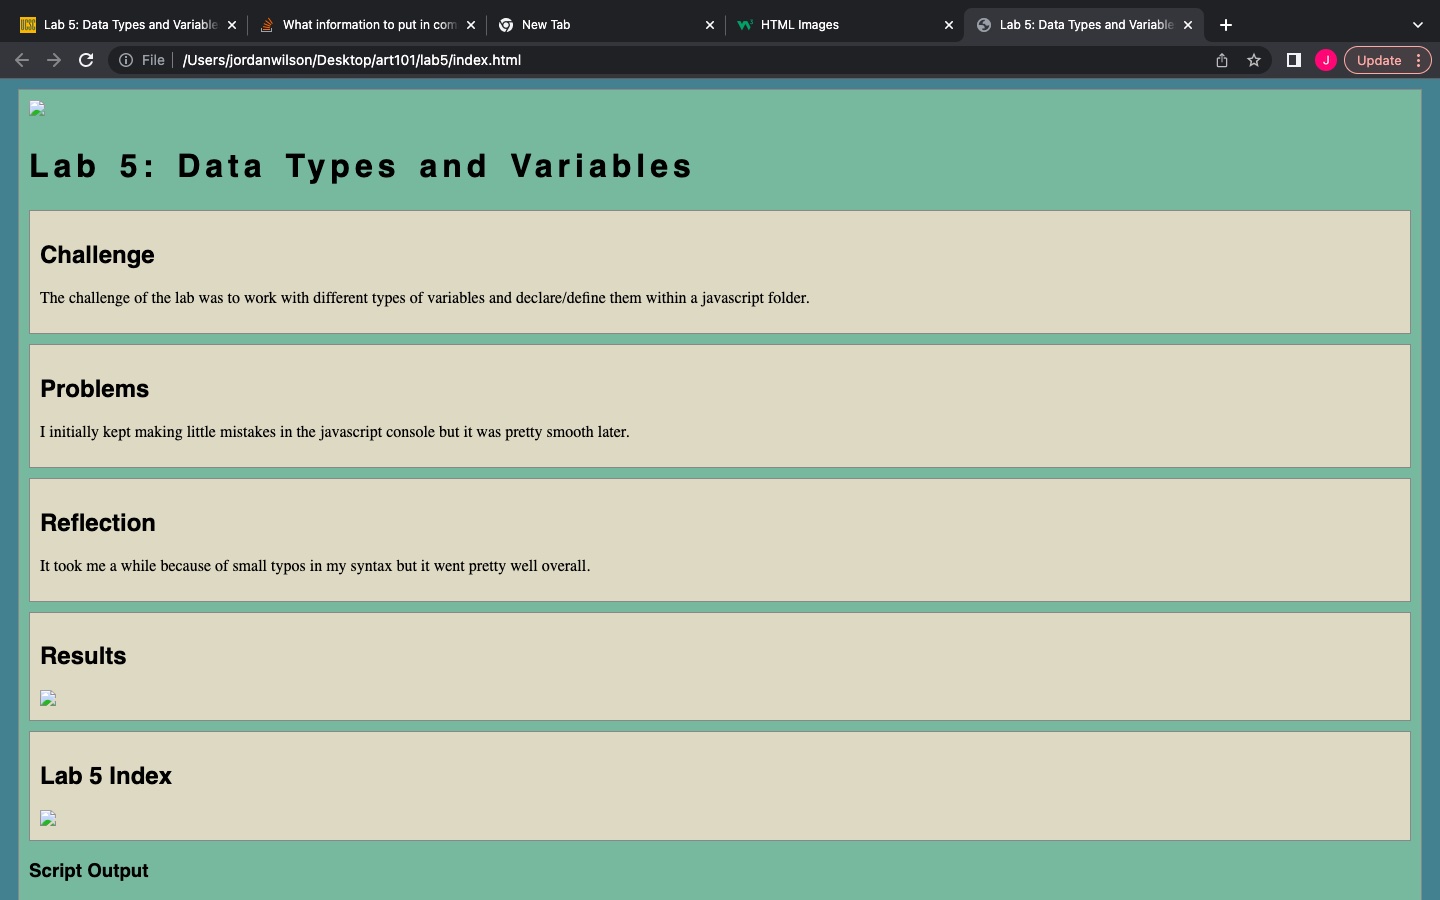 Lab 5: Data Types and Variable
What information to put in com
New Tab
HTML Images
Lab 5: Data Types and Variable
File
/Users/jordanwilson/Desktop/art101/lab5/index.html
J
Update
Lab 5: Data Types and Variables
Challenge
The challenge of the lab was to work with different types of variables and declare/define them within a javascript folder.
Problems
I initially kept making little mistakes in the javascript console but it was pretty smooth later.
Reflection
It took me a while because of small typos in my syntax but it went pretty well overall.
Results
Lab 5 Index
Script Output